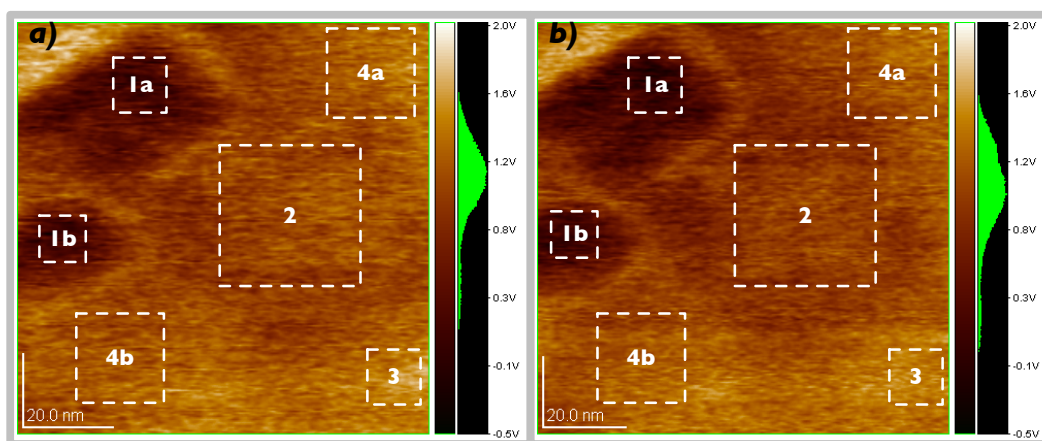 a)
1a
4a
2
1b
4b
3
20.0 nm
2.0V
1.6V
1.2V
0.8V
0.3V
-0.1V
-0.5V
b)
1a
4a
2
1b
4b
3
20.0 nm
2.0V
1.6V
1.2V
0.8V
0.3V
-0.1V
-0.5V